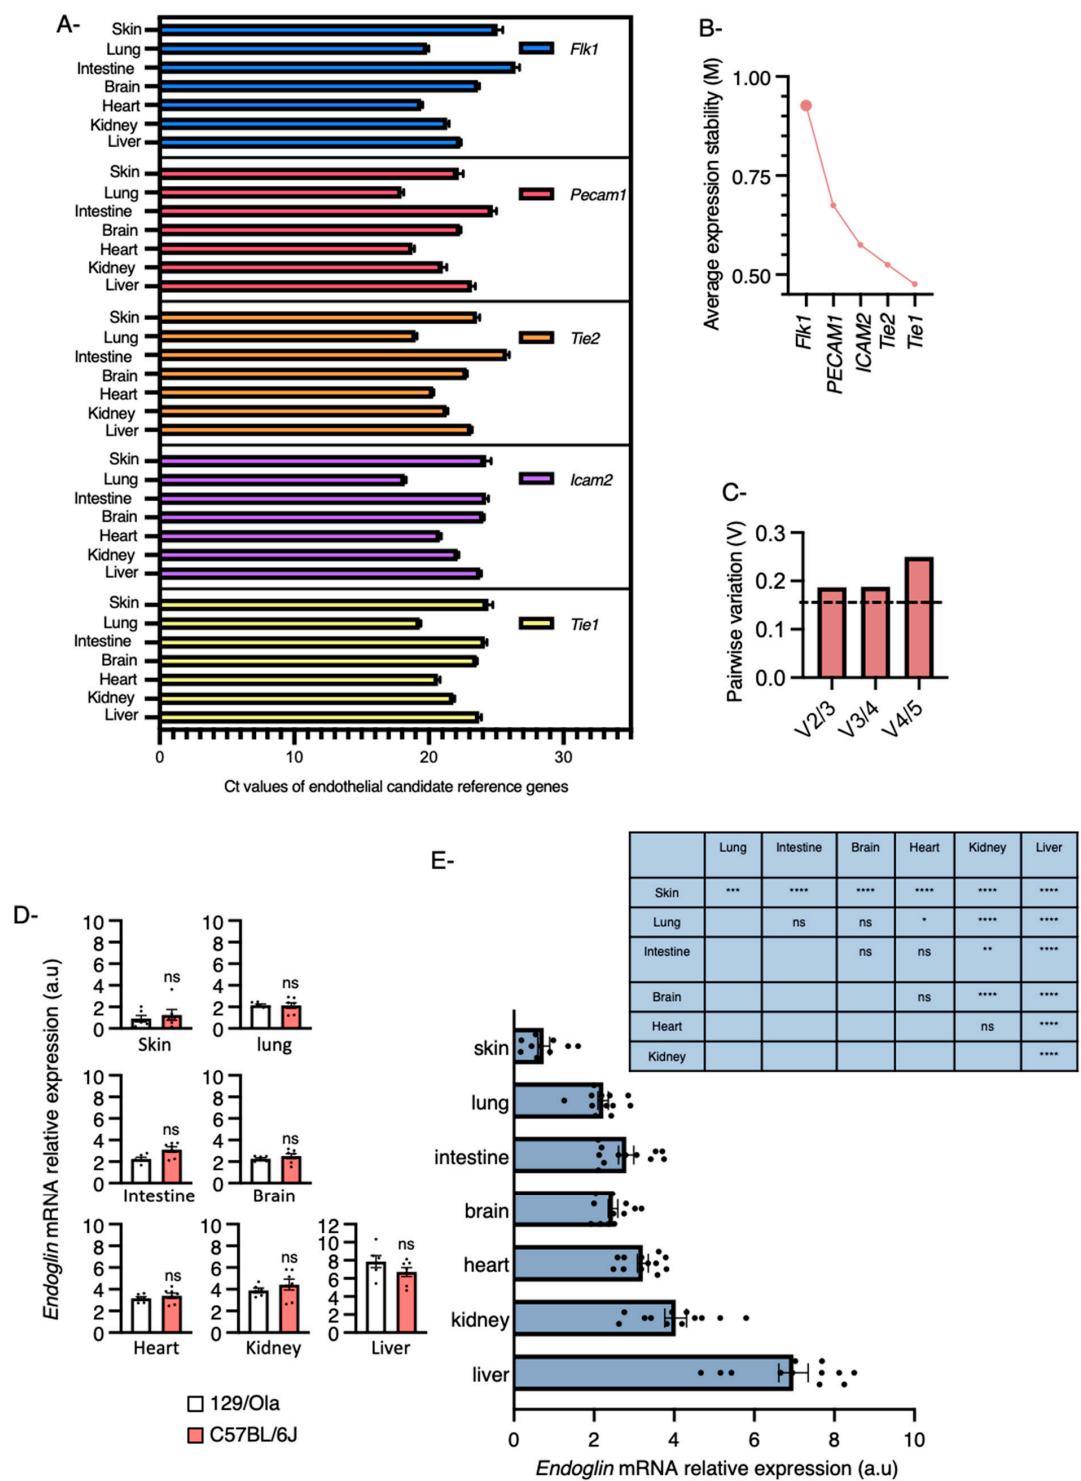 A-
Skin
Lung
Intestine
Brain
Heart
Kidney
Liver
Flk1
Skin
Lung
Intestine
Brain
Heart
Kidney
Liver
Pecam1
Skin
Lung
Intestine
Brain
Heart
Kidney
Liver
Tie2
Skin
Lung
Intestine
Brain
Heart
Kidney
Liver
Icam2
Skin
Lung
Intestine
Brain
Heart
Kidney
Liver
Tie1
0 10 20 30
Ct values of endothelial candidate reference genes
B-
Average expression stability (M)
1.00
0.75
0.50
Flk1
PECAM1
ICAM2
Tie2
Tie1
C-
Pairwise variation (V)
0.3
0.2
0.1
0.0
V2/3
V3/4
V4/5
D-
Endoglin mRNA relative expression (a.u)
10
8
6
4
2
0
ns
Skin
10
8
6
4
2
0
ns
lung
10
8
6
4
2
0
ns
Intestine
10
8
6
4
2
0
ns
Brain
10
8
6
4
2
0
ns
Heart
10
8
6
4
2
0
ns
Kidney
12
10
8
6
4
2
0
ns
Liver
129/Ola
C57BL/6J
E-
Lung Intestine Brain Heart Kidney Liver
Skin *** **** **** **** **** ****
Lung ns ns * **** ****
Intestine ns ns ** ****
Brain ns **** ****
Heart ns ****
Kidney ****
skin
lung
intestine
brain
heart
kidney
liver
0 2 4 6 8 10
Endoglin mRNA relative expression (a.u)